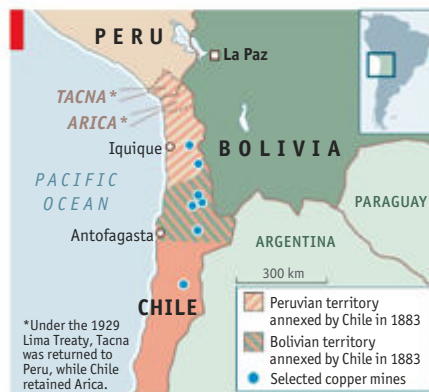 PERU
La Paz
TACNA*
ARICA*
Iquique
BOLIVIA
PACIFIC
OCEAN
PARAGUAY
Antofagasta
ARGENTINA
300 km
CHILE
Peruvian territory
annexed by Chile in 1883
Bolivian territory
annexed by Chile in 1883
Selected copper mines
*Under the 1929
Lima Treaty, Tacna
was returned to
Peru, while Chile
retained Arica.